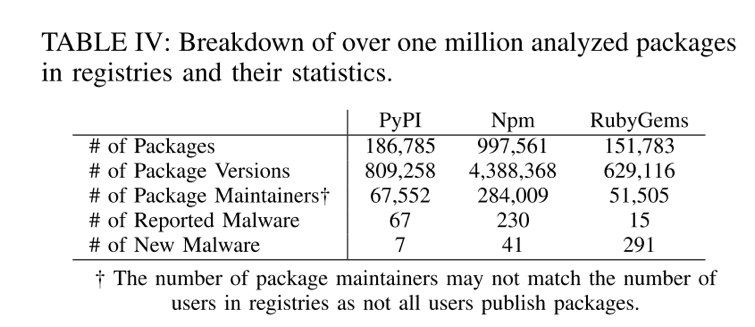 TABLE IV: Breakdown of over one million analyzed packages
in registries and their statistics.
PyPI Npm RubyGems
# of Packages 186,785 997,561 151,783
# of Package Versions 809,258 4,388,368 629,116
# of Package Maintainers† 67,552 284,009 51,505
# of Reported Malware 67 230 15
# of New Malware 7 41 291
† The number of package maintainers may not match the number of
users in registries as not all users publish packages.